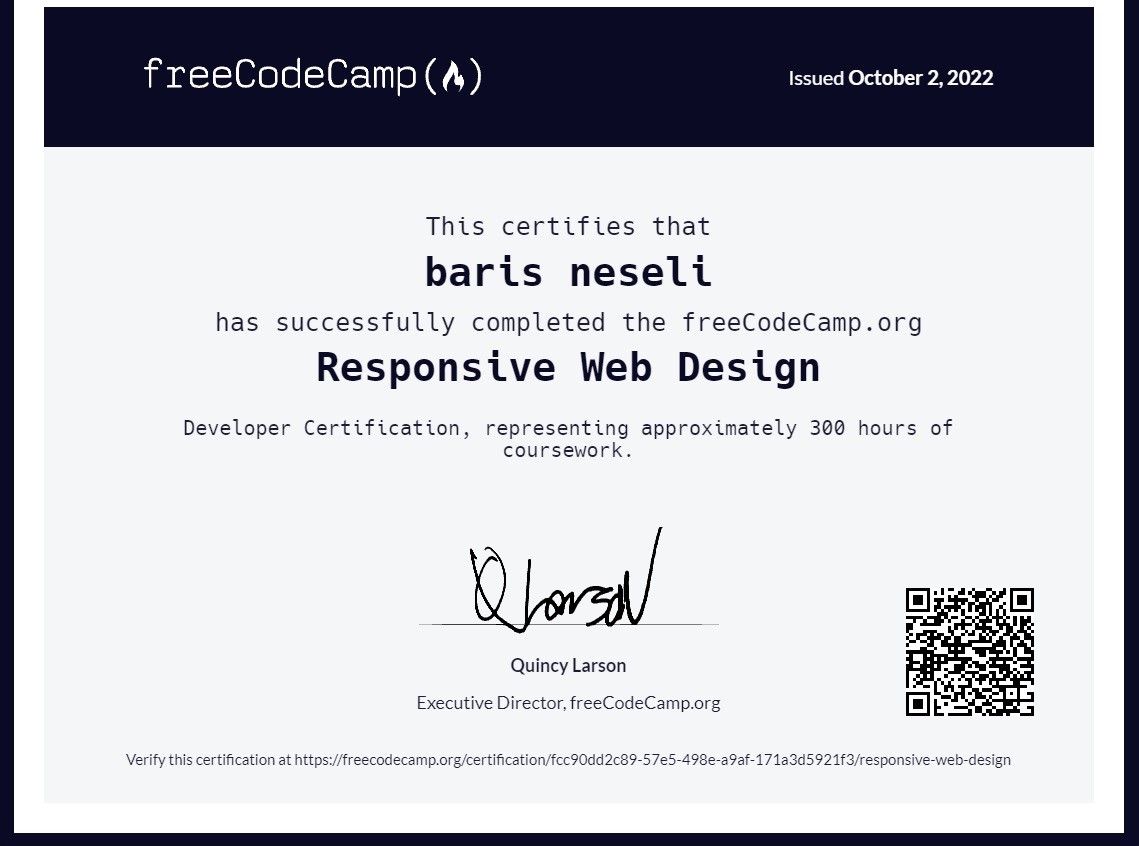 freeCodeCamp
Issued October 2, 2022
This certifies that
baris neseli
has successfully completed the freeCodeCamp.org
Responsive Web Design
Developer Certification, representing approximately 300 hours of
coursework.
Q Larson
Quincy Larson
Executive Director, freeCodeCamp.org
Verify this certification at https://freecodecamp.org/certification/fcc90dd2c89-57e5-498e-a9af-171a3d5921f3/responsive-web-design